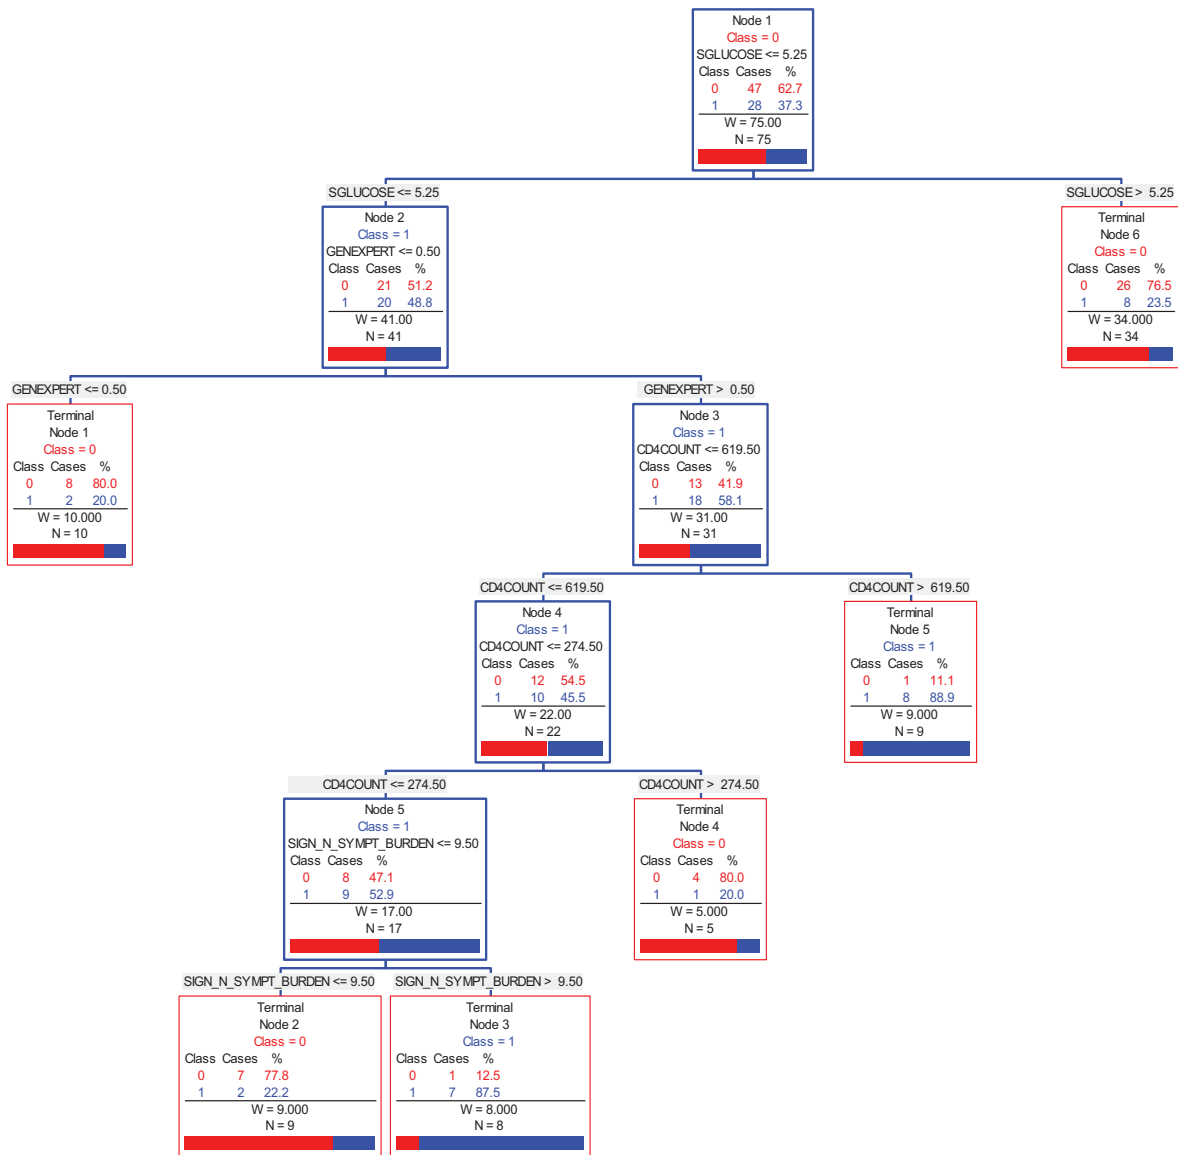 Node 1
Class = 0
SGLUCOSE <= 5.25
Class Cases %
0 47 62.7
1 28 37.3
W = 75.00
N = 75
SGLUCOSE <= 5.25
SGLUCOSE > 5.25
Node 2
Class = 1
GENEXPERT <= 0.50
Class Cases %
0 21 51.2
1 20 48.8
W = 41.00
N = 41
Terminal
Node 6
Class = 0
Class Cases %
0 26 76.5
1 8 23.5
W = 34.000
N = 34
GENEXPERT <= 0.50
GENEXPERT > 0.50
Terminal
Node 1
Class = 0
Class Cases %
0 8 80.0
1 2 20.0
W = 10.000
N = 10
Node 3
Class = 1
CD4COUNT <= 619.50
Class Cases %
0 13 41.9
1 18 58.1
W = 31.00
N = 31
CD4COUNT <= 619.50
CD4COUNT > 619.50
Node 4
Class = 1
CD4COUNT <= 274.50
Class Cases %
0 12 54.5
1 10 45.5
W = 22.00
N = 22
Terminal
Node 5
Class = 1
Class Cases %
0 1 11.1
1 8 88.9
W = 9.000
N = 9
CD4COUNT <= 274.50
CD4COUNT > 274.50
Node 5
Class = 1
SIGN_N_SYMPT_BURDEN <= 9.50
Class Cases %
0 8 47.1
1 9 52.9
W = 17.00
N = 17
Terminal
Node 4
Class = 0
Class Cases %
0 4 80.0
1 1 20.0
W = 5.000
N = 5
SIGN_N_SYMPT_BURDEN <= 9.50
SIGN_N_SYMPT_BURDEN > 9.50
Terminal
Node 2
Class = 0
Class Cases %
0 7 77.8
1 2 22.2
W = 9.000
N = 9
Terminal
Node 3
Class = 1
Class Cases %
0 1 12.5
1 7 87.5
W = 8.000
N = 8